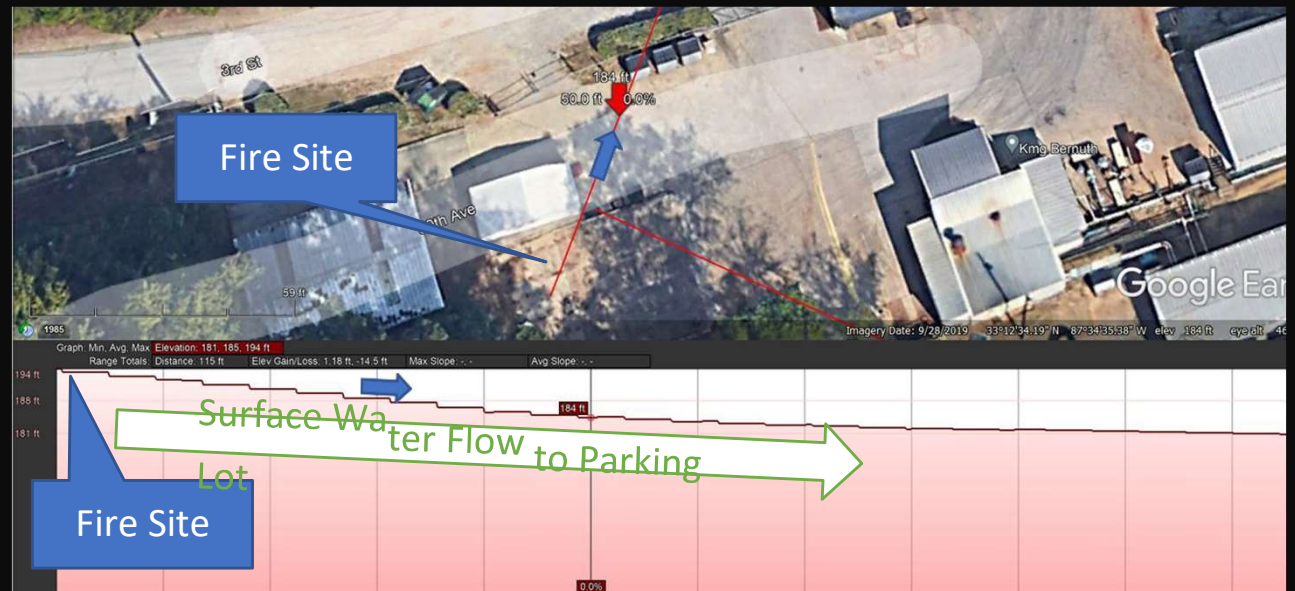 3rd St
184 ft
50.0 ft 0.0%
Fire Site
Kmg Bernuth
th Ave
Google Ear
59 ft
1985
Imagery Date: 9/28/2019 33°12'34.19" N 87°34'35.38" W elev 184 ft eye alt 46
Graph: Min, Avg, Max Elevation: 181, 185, 194 ft
Range Totals: Distance: 115 ft Elev Gain/Loss: 1.18 ft, -14.5 ft Max Slope: -, - Avg Slope: -, -
194 ft
188 ft
181 ft
184 ft
Surface Water Flow to Parking
Lot
Fire Site
0.0%